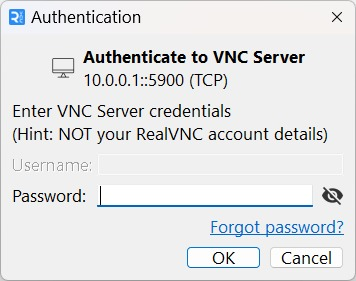 Authentication
Authenticate to VNC Server
10.0.0.1::5900 (TCP)
Enter VNC Server credentials
(Hint: NOT your RealVNC account details)
Username:
Password:
Forgot password?
OK Cancel